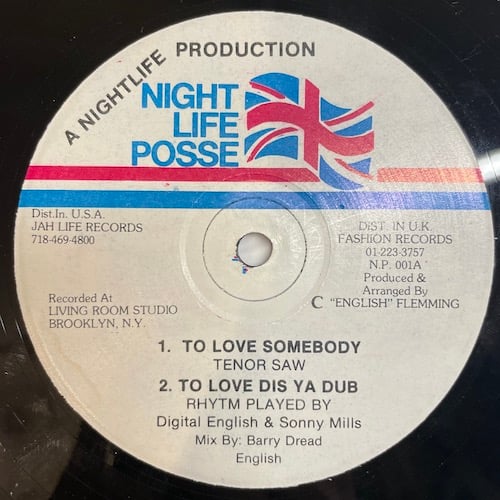 A NIGHTLIFE PRODUCTION
NIGHT
LIFE
POSSE
Dist.In. U.S.A.
JAH LIFE RECORDS
718-469-4800
DiST. IN U.K.
FASHION RECORDS
01-223-3757
N.P. 001A
Produced &
Arranged By
C "ENGLISH" FLEMMING
Recorded At
LIVING ROOM STUDIO
BROOKLYN, N.Y.
1. TO LOVE SOMEBODY
TENOR SAW
2. TO LOVE DIS YA DUB
RHYTM PLAYED BY
Digital English & Sonny Mills
Mix By: Barry Dread
English